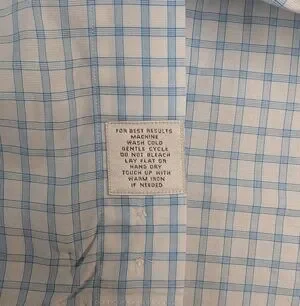 FOR BEST RESULTS
MACHINE
WASH COLD
GENTLE CYCLE
DO NOT BLEACH
LAY FLAT OR
HANG DRY
TOUCH UP WITH
WARM IRON
IF NEEDED